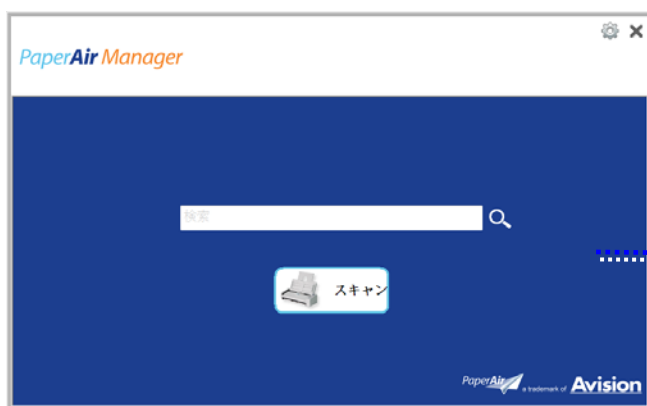 PaperAir Manager
検索
スキャン
PaperAir a trademark of Avision